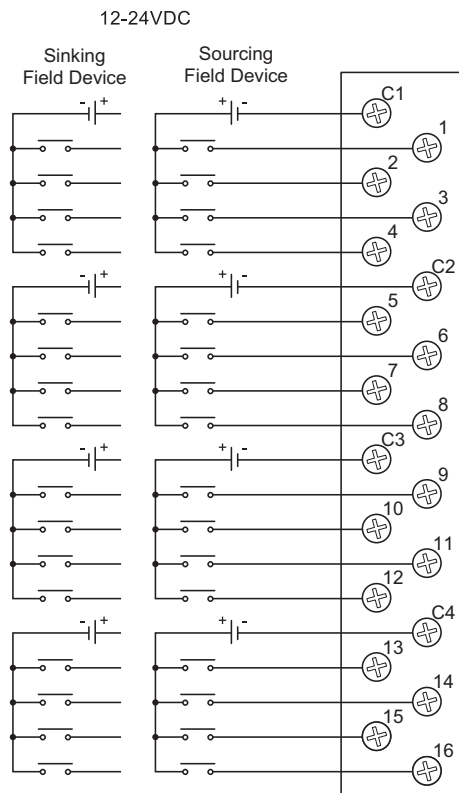 12-24VDC
Sinking
Field Device
Sourcing
Field Device
- +
+ -
C1
1
2
3
4
- +
+ -
C2
5
6
7
8
- +
+ -
C3
9
10
11
12
- +
+ -
C4
13
14
15
16